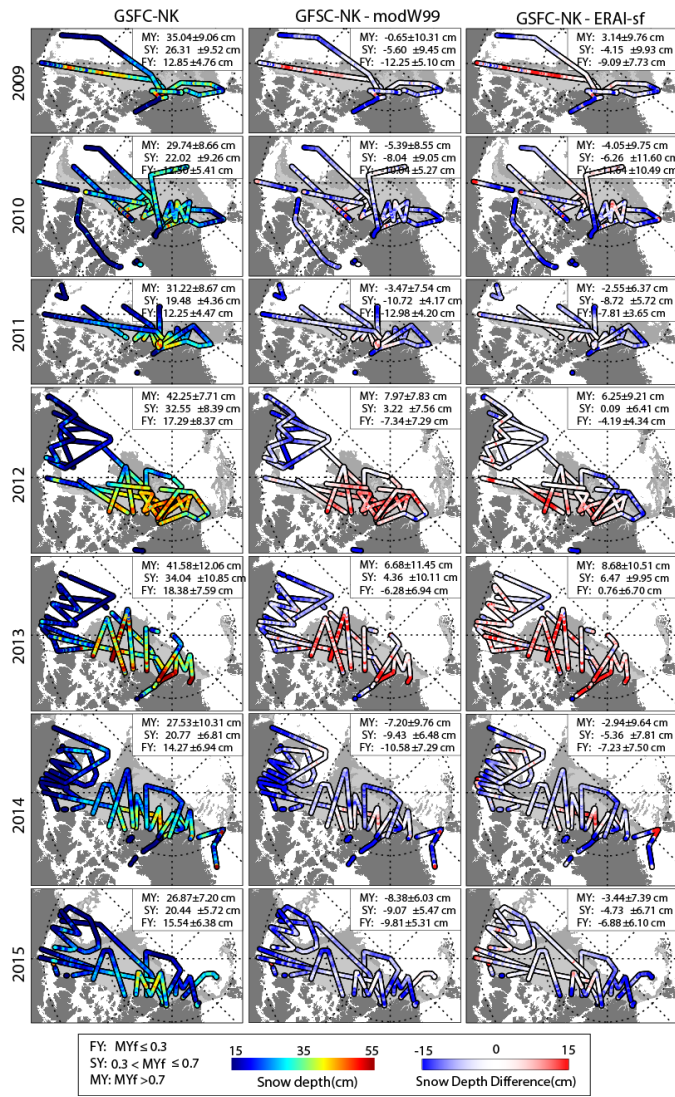 GSFC-NK
GFSC-NK - modW99
GSFC-NK - ERAI-sf
2009
MY: 35.04±9.06 cm
SY: 26.31 ±9.52 cm
FY: 12.85±4.76 cm
MY: -0.65±10.31 cm
SY: -5.60 ±9.45 cm
FY: -12.25±5.10 cm
MY: 3.14±9.76 cm
SY: -4.15 ±9.93 cm
FY: -9.09±7.73 cm
2010
MY: 29.74±8.66 cm
SY: 22.02 ±9.26 cm
±5.41 cm
MY: -5.39±8.55 cm
SY: -8.04 ±9.05 cm
±5.27 cm
MY: -4.05±9.75 cm
SY: -6.26 ±11.60 cm
±10.49 cm
2011
MY: 31.22±8.67 cm
SY: 19.48 ±4.36 cm
FY: 12.25±4.47 cm
MY: -3.47±7.54 cm
SY: -10.72 ±4.17 cm
FY: 12.98±4.20 cm
MY: -2.55±6.37 cm
SY: -8.72 ±5.72 cm
FY: 7.81±3.65 cm
2012
MY: 42.25±7.71 cm
SY: 32.55 ±8.39 cm
FY: 17.29±8.37 cm
MY: 7.97±7.83 cm
SY: 3.22 ±7.56 cm
FY: -7.34±7.29 cm
MY: 6.25±9.21 cm
SY: 0.09 ±6.41 cm
FY: -4.19±4.34 cm
2013
MY: 41.58±12.06 cm
SY: 34.04 ±10.85 cm
FY: 18.38±7.59 cm
MY: 6.68±11.45 cm
SY: 4.36 ±10.11 cm
FY: -6.28±6.94 cm
MY: 8.68±10.51 cm
SY: 6.47 ±9.95 cm
FY: 0.76±6.70 cm
2014
MY: 27.53±10.31 cm
SY: 20.77 ±6.81 cm
FY: 14.27±6.94 cm
MY: -7.20±9.76 cm
SY: -9.43 ±6.48 cm
FY: -10.58±7.29 cm
MY: -2.94±9.64 cm
SY: -5.36 ±7.81 cm
FY: -7.23±7.50 cm
2015
MY: 26.87±7.20 cm
SY: 20.44 ±5.72 cm
FY: 15.54±6.38 cm
MY: -8.38±6.03 cm
SY: -9.07 ±5.47 cm
FY: -9.81±5.31 cm
MY: -3.44±7.39 cm
SY: -4.73 ±6.71 cm
FY: -6.88±6.10 cm
FY: MYf ≤ 0.3
SY: 0.3 < MYf ≤ 0.7
MY: MYf >0.7
15 35 55
Snow depth(cm)
-15 0 15
Snow Depth Difference(cm)